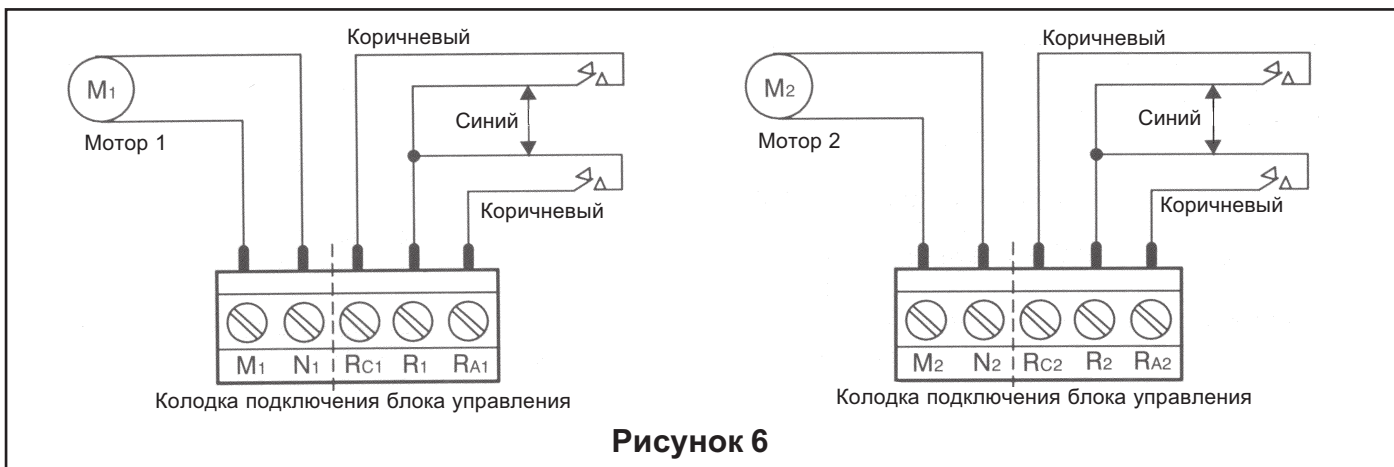 Коричневый
M1
Мотор 1
Синий
Коричневый
M1 N1 RC1 R1 RA1
Колодка подключения блока управления
Коричневый
M2
Мотор 2
Синий
Коричневый
M2 N2 RC2 R2 RA2
Колодка подключения блока управления
Рисунок 6